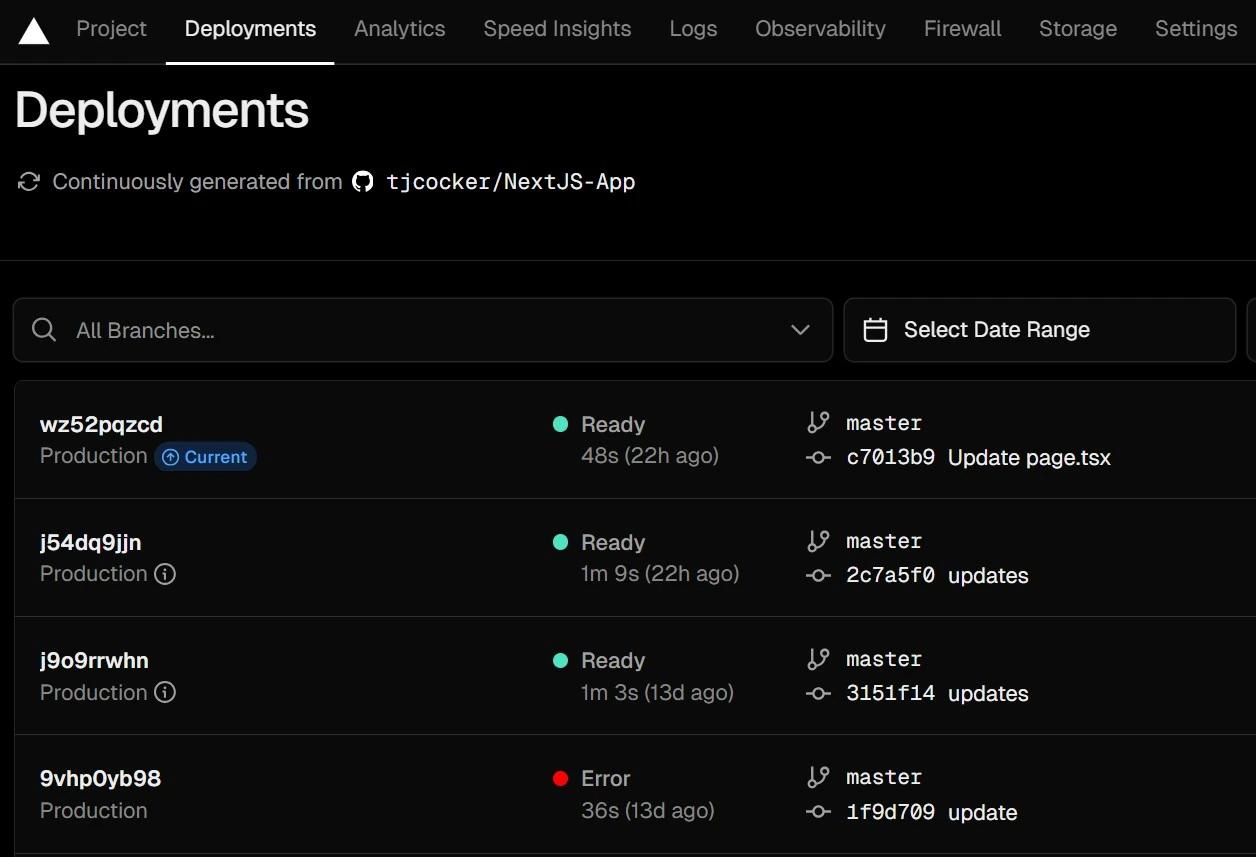 Project Deployments Analytics Speed Insights Logs Observability Firewall Storage Settings
Deployments
Continuously generated from tjcocker/NextJS-App
All Branches... Select Date Range
wz52pqzcd Ready master
Production Current 48s (22h ago) c7013b9 Update page.tsx
j54dq9jjn Ready master
Production 1m 9s (22h ago) 2c7a5f0 updates
j9o9rrwhn Ready master
Production 1m 3s (13d ago) 3151f14 updates
9vhp0yb98 Error master
Production 36s (13d ago) 1f9d709 update